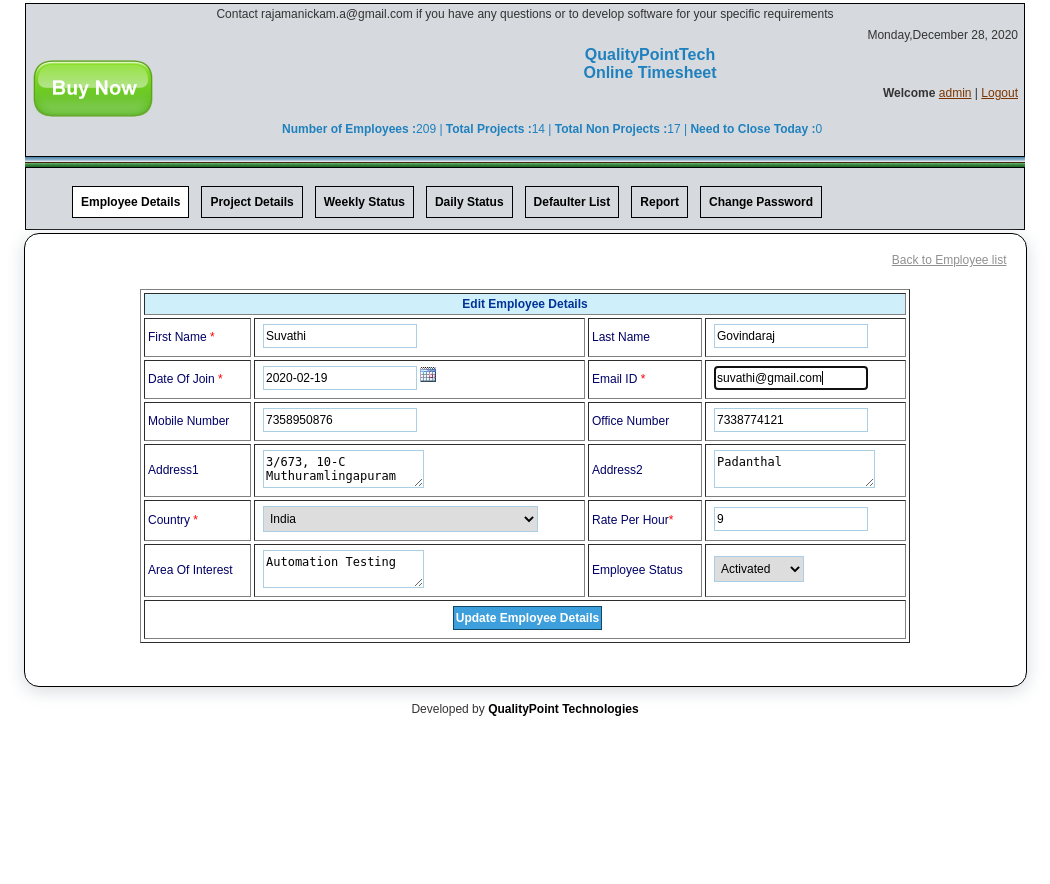 Contact rajamanickam.a@gmail.com if you have any questions or to develop software for your specific requirements
Monday,December 28, 2020
QualityPointTech
Online Timesheet
Buy Now
Welcome admin | Logout
Number of Employees :209 | Total Projects :14 | Total Non Projects :17 | Need to Close Today :0
Employee Details Project Details Weekly Status Daily Status Defaulter List Report Change Password
Back to Employee list
Edit Employee Details
First Name * Suvathi Last Name Govindaraj
Date Of Join * 2020-02-19 Email ID * suvathi@gmail.com
Mobile Number 7358950876 Office Number 7338774121
Address1 3/673, 10-C
Muthuramlingapuram
Address2 Padanthal
Country * India Rate Per Hour* 9
Area Of Interest Automation Testing Employee Status Activated
Update Employee Details
Developed by QualityPoint Technologies